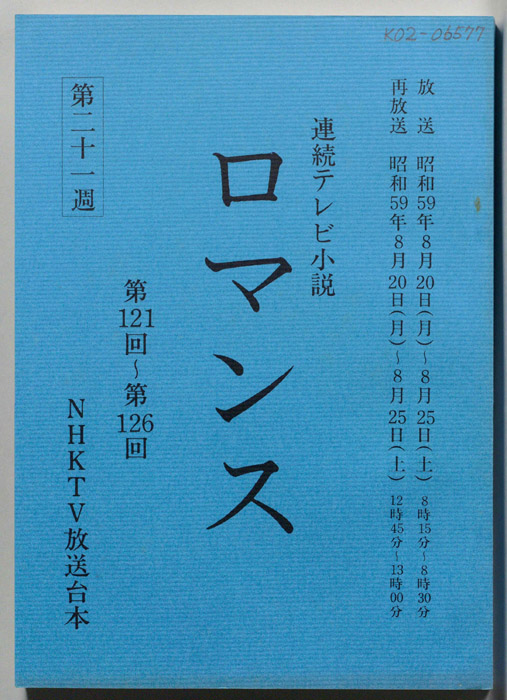 K02-06577
放送 昭和59年8月20日(月)～8月25日(土) 8時15分～8時30分
再放送 昭和59年8月20日(月)～8月25日(土) 12時45分～13時00分
連続テレビ小説
ロマンス
第121回～第126回
第二十一週
NHKTV放送台本